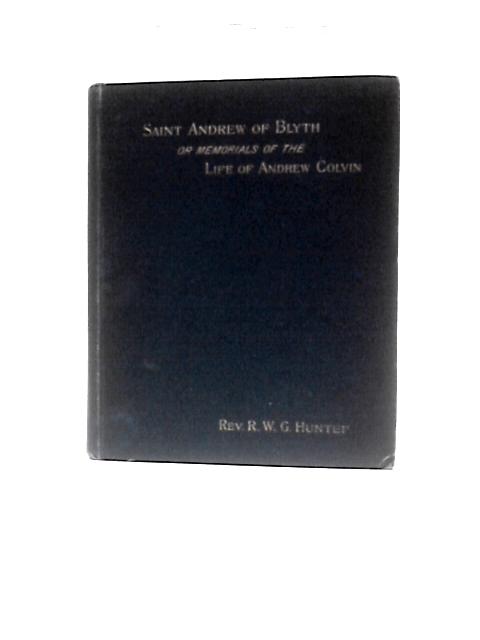 Saint Andrew of Blyth
or Memorials of the
Life of Andrew Colvin
Rev. R. W. G. Hunter